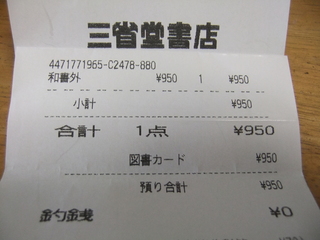 三省堂書店
4471771965-C2478-880
和書外 ¥950 1 ¥950
小計 ¥950
合計 1点 ¥950
図書カード ¥950
預り合計 ¥950
釣銭 ¥0